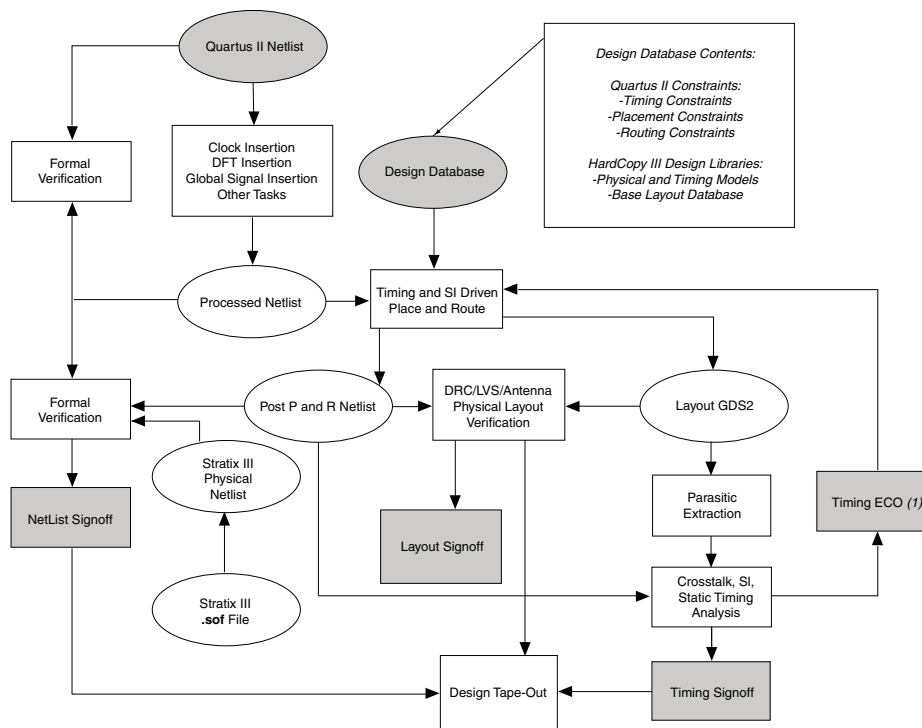 Quartus II Netlist
Design Database Contents:
Quartus II Constraints:
-Timing Constraints
-Placement Constraints
-Routing Constraints
HardCopy III Design Libraries:
-Physical and Timing Models
-Base Layout Database
Formal
Verification
Clock Insertion
DFT Insertion
Global Signal Insertion
Other Tasks
Design Database
Processed Netlist
Timing and SI Driven
Place and Route
Formal
Verification
Post P and R Netlist
DRC/LVS/Antenna
Physical Layout
Verification
Layout GDS2
Stratix III
Physical
Netlist
NetList Signoff
Layout Signoff
Parasitic
Extraction
Timing ECO (1)
Stratix III
.sof File
Crosstalk, SI,
Static Timing
Analysis
Design Tape-Out
Timing Signoff